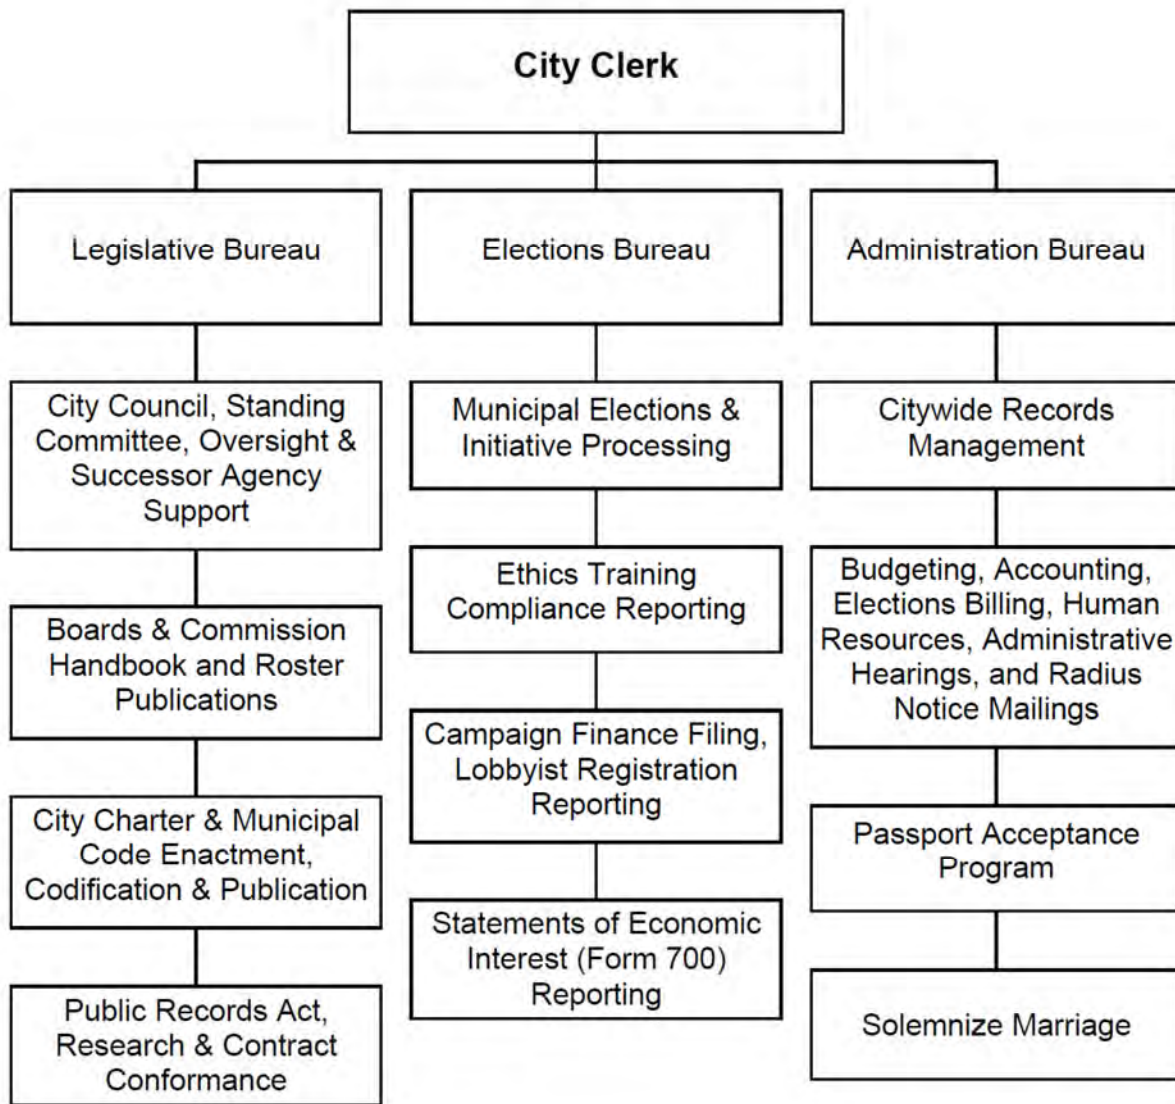 City Clerk
Legislative Bureau
Elections Bureau
Administration Bureau
City Council, Standing
Committee, Oversight &
Successor Agency
Support
Municipal Elections &
Initiative Processing
Citywide Records
Management
Boards & Commission
Handbook and Roster
Publications
Ethics Training
Compliance Reporting
Budgeting, Accounting,
Elections Billing, Human
Resources, Administrative
Hearings, and Radius
Notice Mailings
City Charter & Municipal
Code Enactment,
Codification & Publication
Campaign Finance Filing,
Lobbyist Registration
Reporting
Passport Acceptance
Program
Public Records Act,
Research & Contract
Conformance
Statements of Economic
Interest (Form 700)
Reporting
Solemnize Marriage